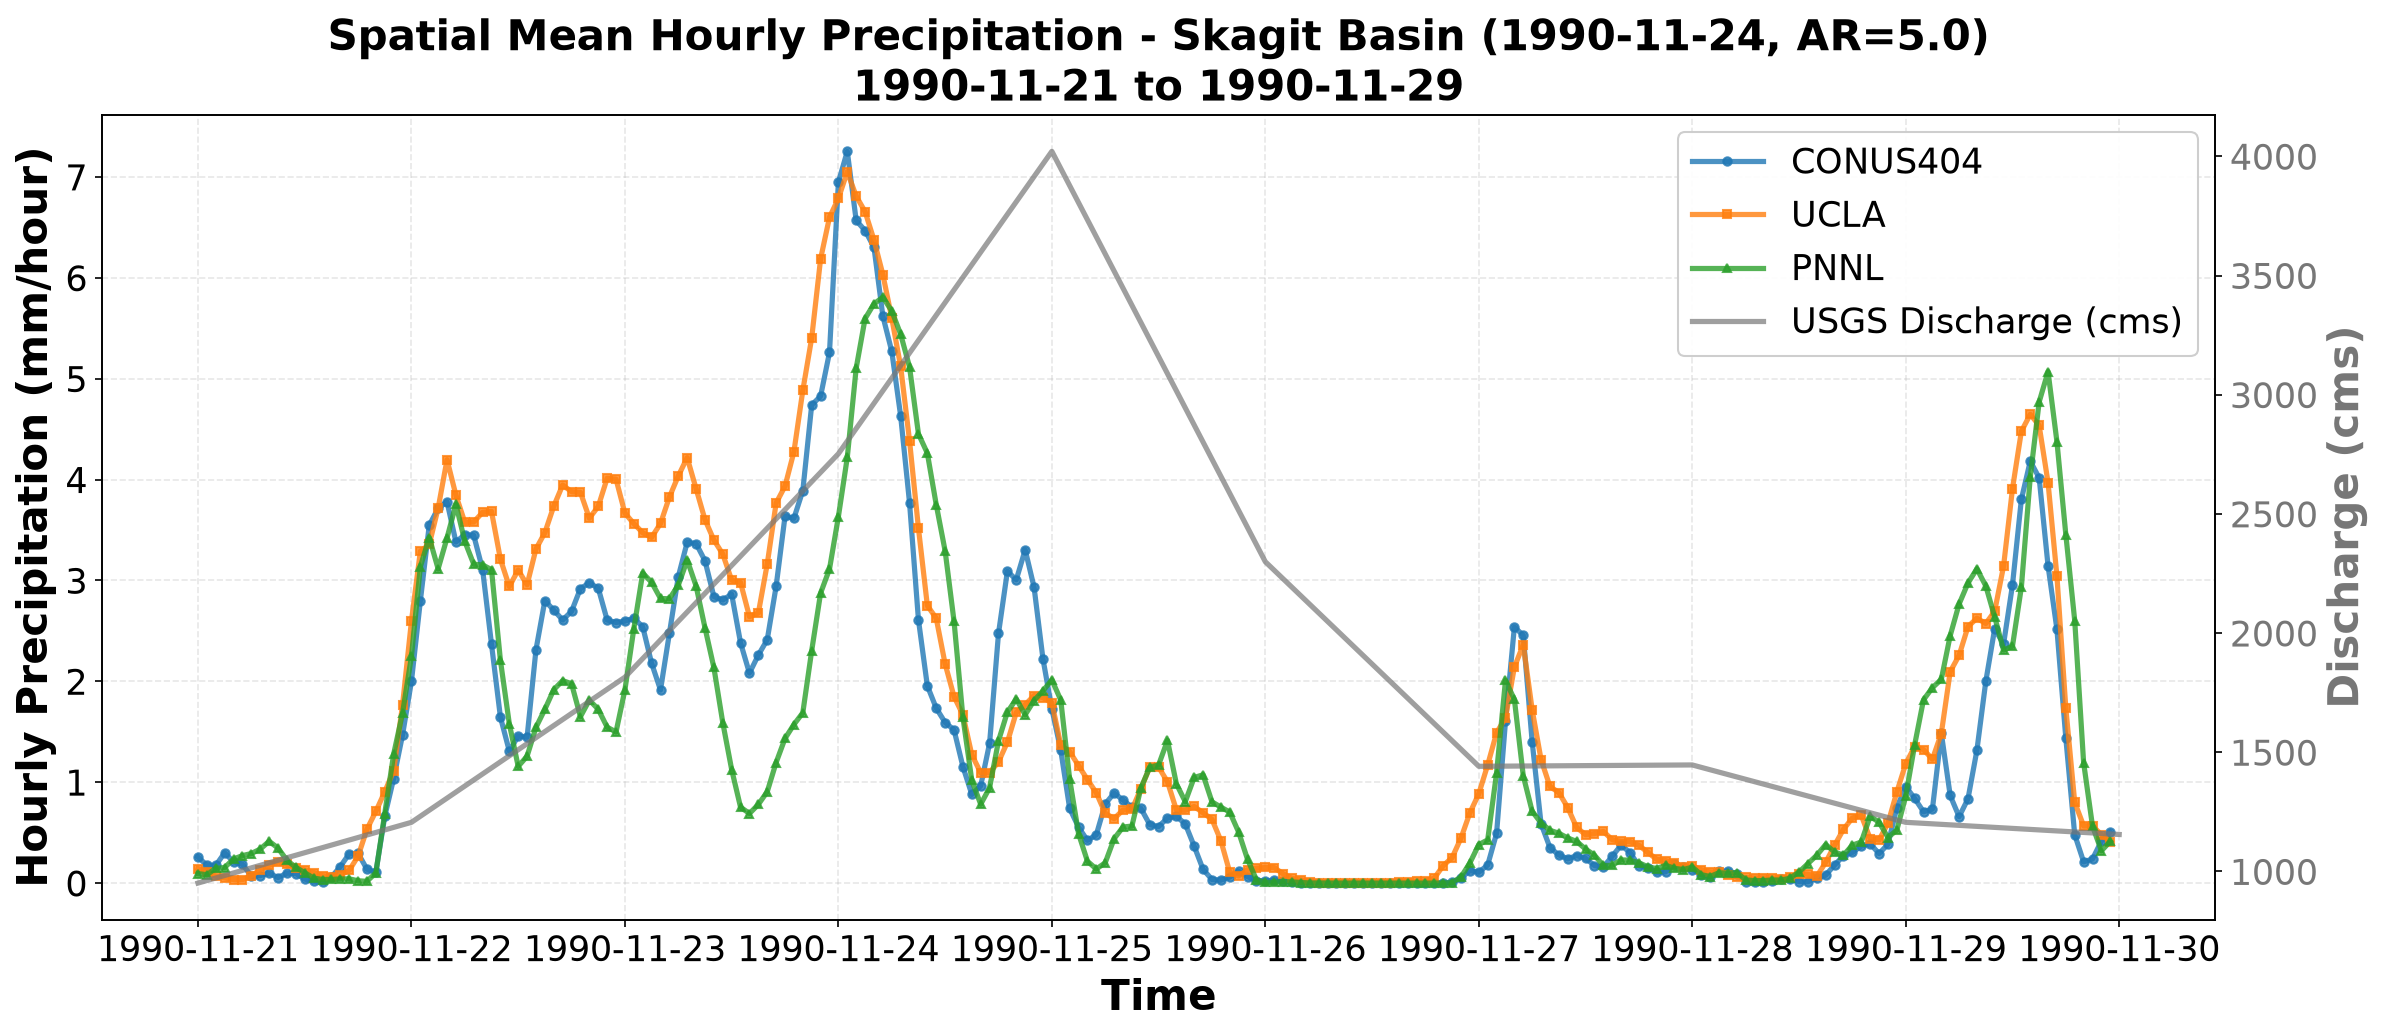 Spatial Mean Hourly Precipitation - Skagit Basin (1990-11-24, AR=5.0)
1990-11-21 to 1990-11-29
Hourly Precipitation (mm/hour)
7
6
5
4
3
2
1
0
CONUS404
UCLA
PNNL
USGS Discharge (cms)
4000
3500
3000
2500
2000
1500
1000
Discharge (cms)
1990-11-21 1990-11-22 1990-11-23 1990-11-24 1990-11-25 1990-11-26 1990-11-27 1990-11-28 1990-11-29 1990-11-30
Time